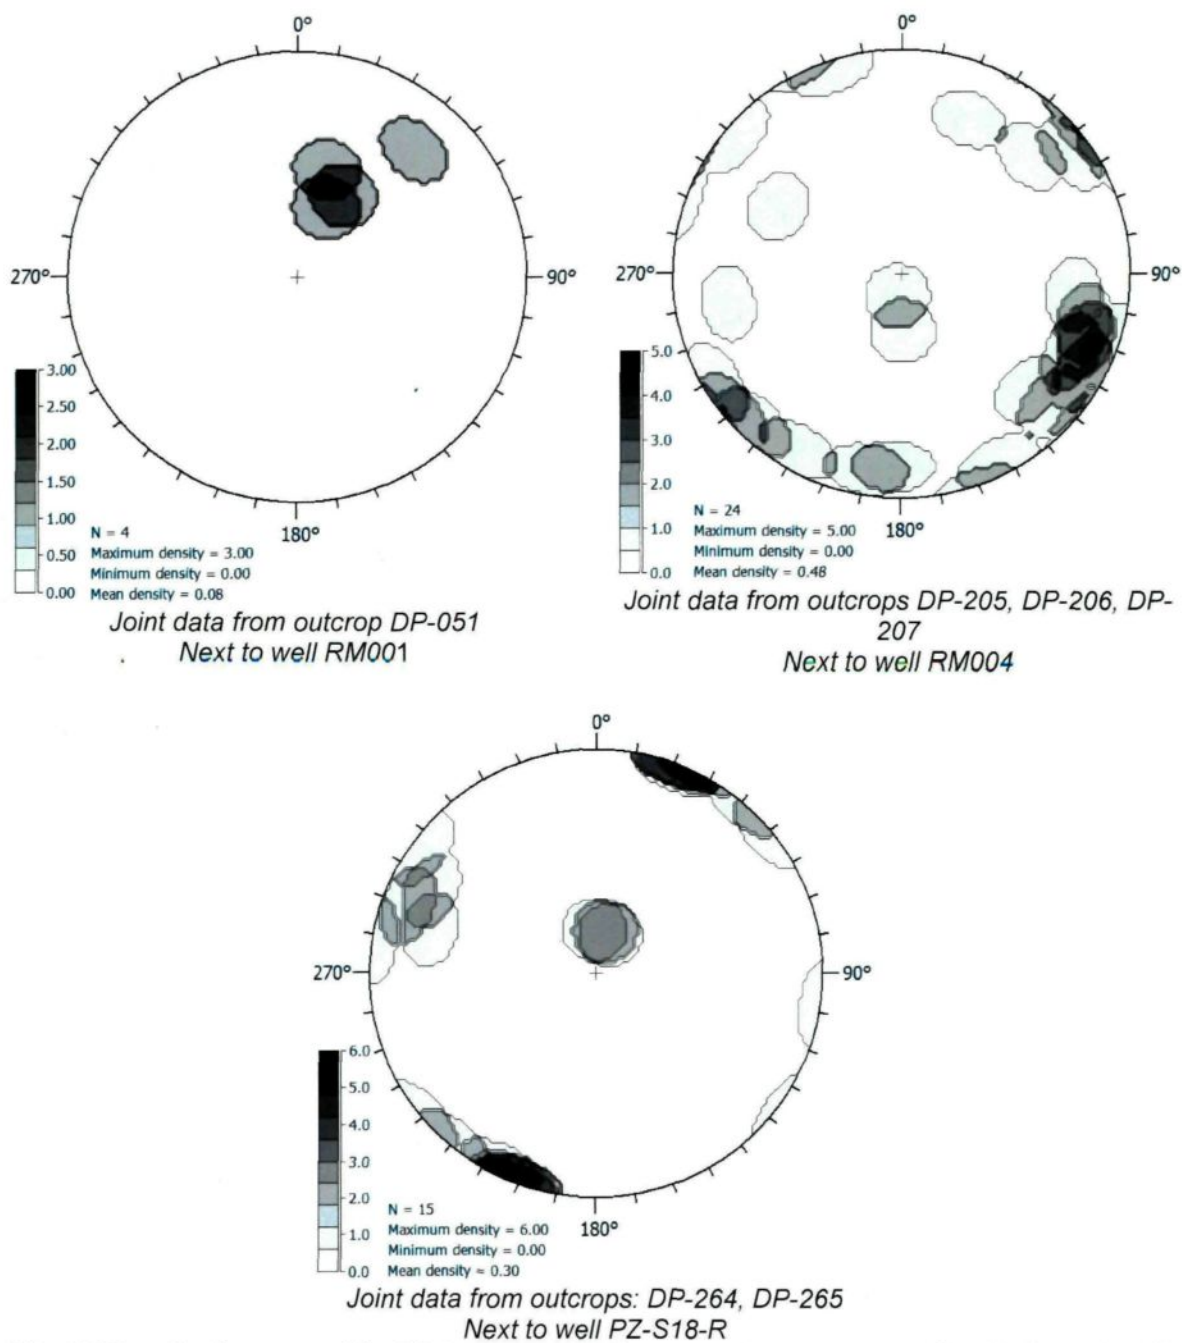 0°
270°
90°
180°
3.00
2.50
2.00
1.50
1.00
0.50
0.00
N = 4
Maximum density = 3.00
Minimum density = 0.00
Mean density = 0.08
Joint data from outcrop DP-051
Next to well RM001
0°
270°
90°
180°
5.0
4.0
3.0
2.0
1.0
0.0
N = 24
Maximum density = 5.00
Minimum density = 0.00
Mean density = 0.48
Joint data from outcrops DP-205, DP-206, DP-
207
Next to well RM004
0°
270°
90°
180°
6.0
5.0
4.0
3.0
2.0
1.0
0.0
N = 15
Maximum density = 6.00
Minimum density = 0.00
Mean density = 0.30
Joint data from outcrops: DP-264, DP-265
Next to well PZ-S18-R